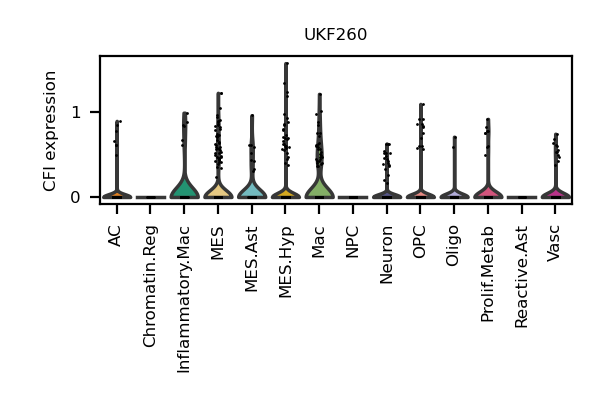 UKF260
CFI expression
1
0
AC
Chromatin.Reg
Inflammatory.Mac
MES
MES.Ast
MES.Hyp
Mac
NPC
Neuron
OPC
Oligo
Prolif.Metab
Reactive.Ast
Vasc